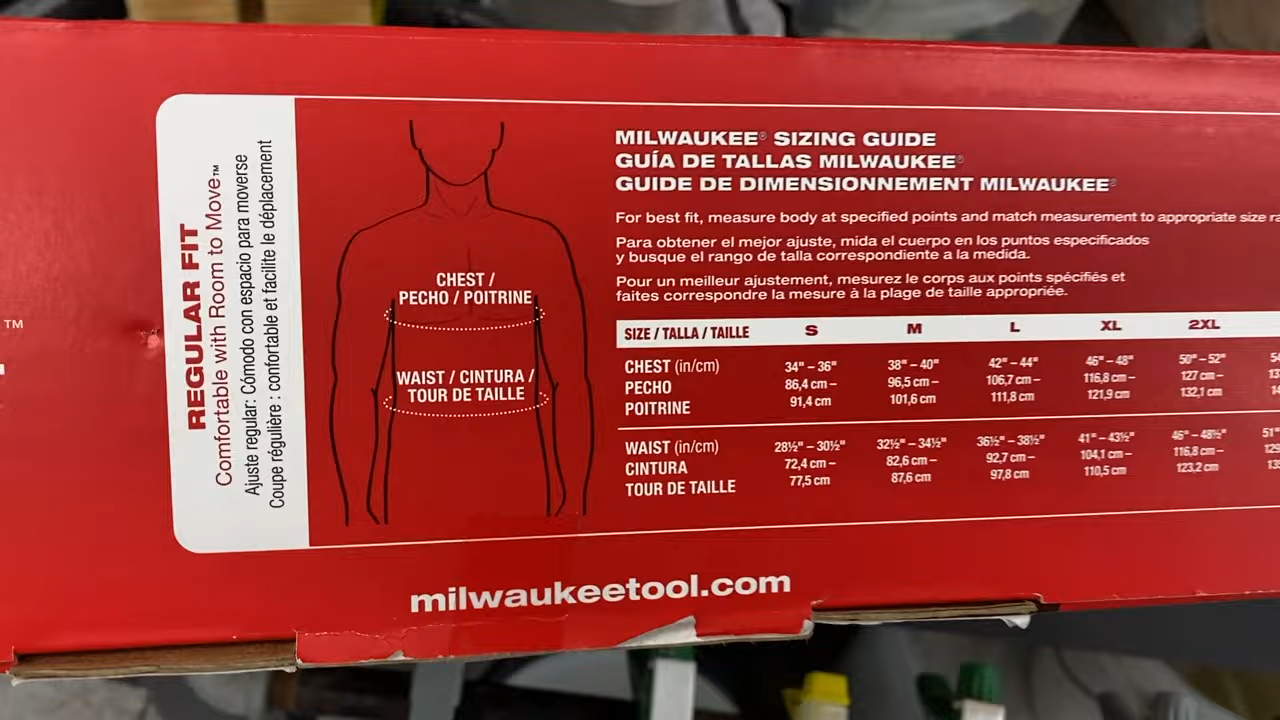 ™
REGULAR FIT
Comfortable with Room to Move™
Ajuste regular: Cómodo con espacio para moverse
Coupe régulière : confortable et facilite le déplacement
CHEST /
PECHO / POITRINE
WAIST / CINTURA /
TOUR DE TAILLE
MILWAUKEE® SIZING GUIDE
GUÍA DE TALLAS MILWAUKEE®
GUIDE DE DIMENSIONNEMENT MILWAUKEE®
For best fit, measure body at specified points and match measurement to appropriate size
Para obtener el mejor ajuste, mida el cuerpo en los puntos especificados
y busque el rango de talla correspondiente a la medida.
Pour un meilleur ajustement, mesurez le corps aux points spécifiés et
faites correspondre la mesure à la plage de taille appropriée.
SIZE / TALLA / TAILLE S M L XL 2XL
CHEST (in/cm) 34" – 36" 38" – 40" 42" – 44" 46" – 48" 50" – 52"
PECHO 86,4 cm – 96,5 cm – 106,7 cm – 116,8 cm – 127 cm –
POITRINE 91,4 cm 101,6 cm 111,8 cm 121,9 cm 132,1 cm
WAIST (in/cm) 28½" – 30½" 32½" – 34½" 36½" – 38½" 41" – 43½" 46" – 48½" 51"
CINTURA 72,4 cm – 82,6 cm – 92,7 cm – 104,1 cm – 116,8 cm –
TOUR DE TAILLE 77,5 cm 87,6 cm 97,8 cm 110,5 cm 123,2 cm
milwaukeetool.com